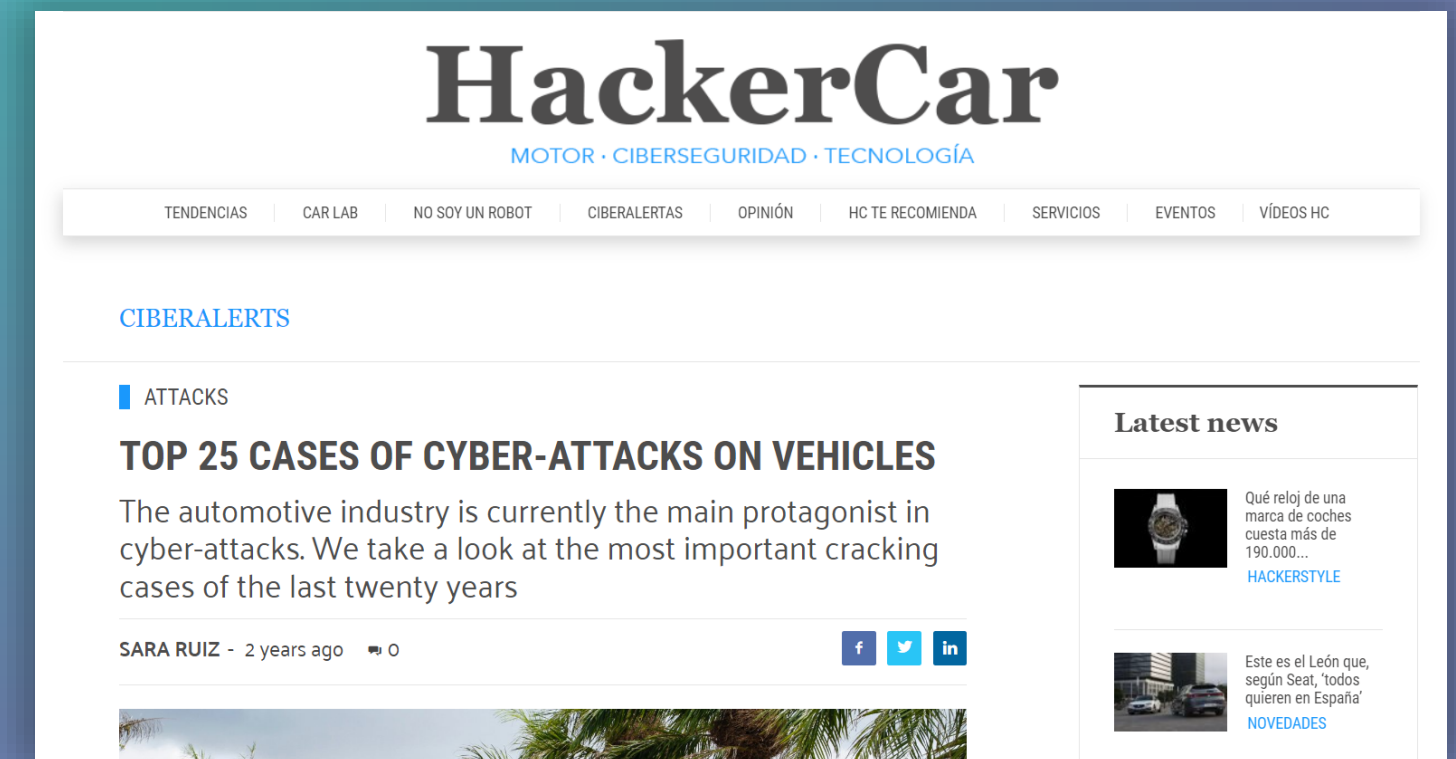 HackerCar
MOTOR · CIBERSEGURIDAD · TECNOLOGÍA
TENDENCIAS CAR LAB NO SOY UN ROBOT CIBERALERTAS OPINIÓN HC TE RECOMIENDA SERVICIOS EVENTOS VÍDEOS HC
CIBERALERTS
ATTACKS
TOP 25 CASES OF CYBER-ATTACKS ON VEHICLES
The automotive industry is currently the main protagonist in
cyber-attacks. We take a look at the most important cracking
cases of the last twenty years
SARA RUIZ - 2 years ago 0
Latest news
Qué reloj de una
marca de coches
cuesta más de
190.000...
HACKERSTYLE
Este es el León que,
según Seat, ‘todos
quieren en España’
NOVEDADES